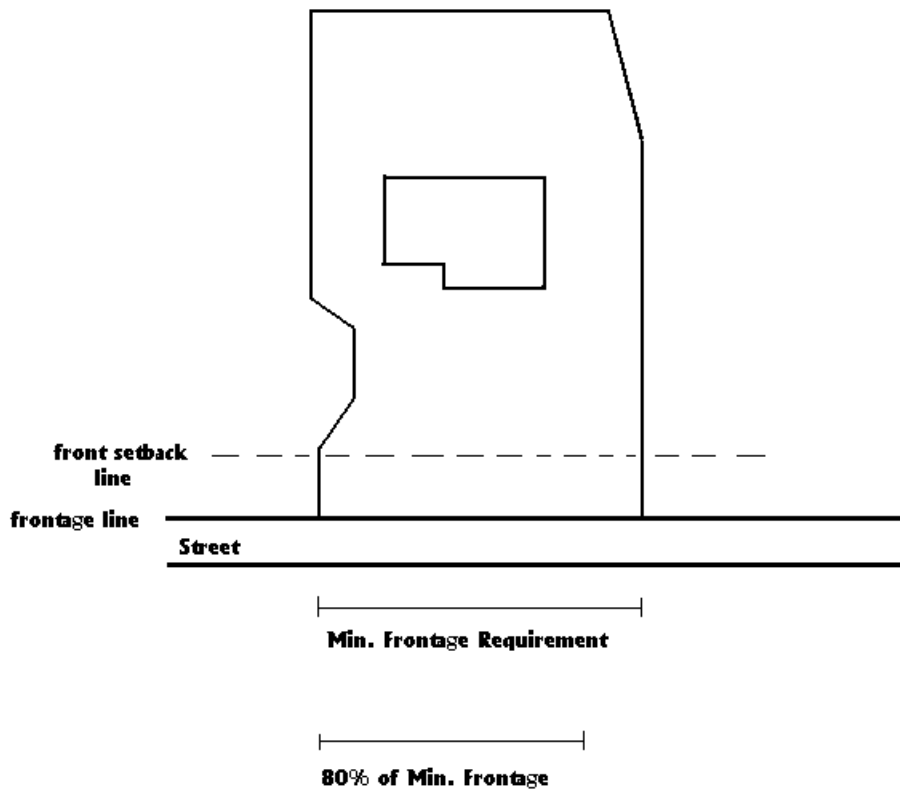 front setback
line
frontage line
Street
Min. Frontage Requirement
80% of Min. Frontage